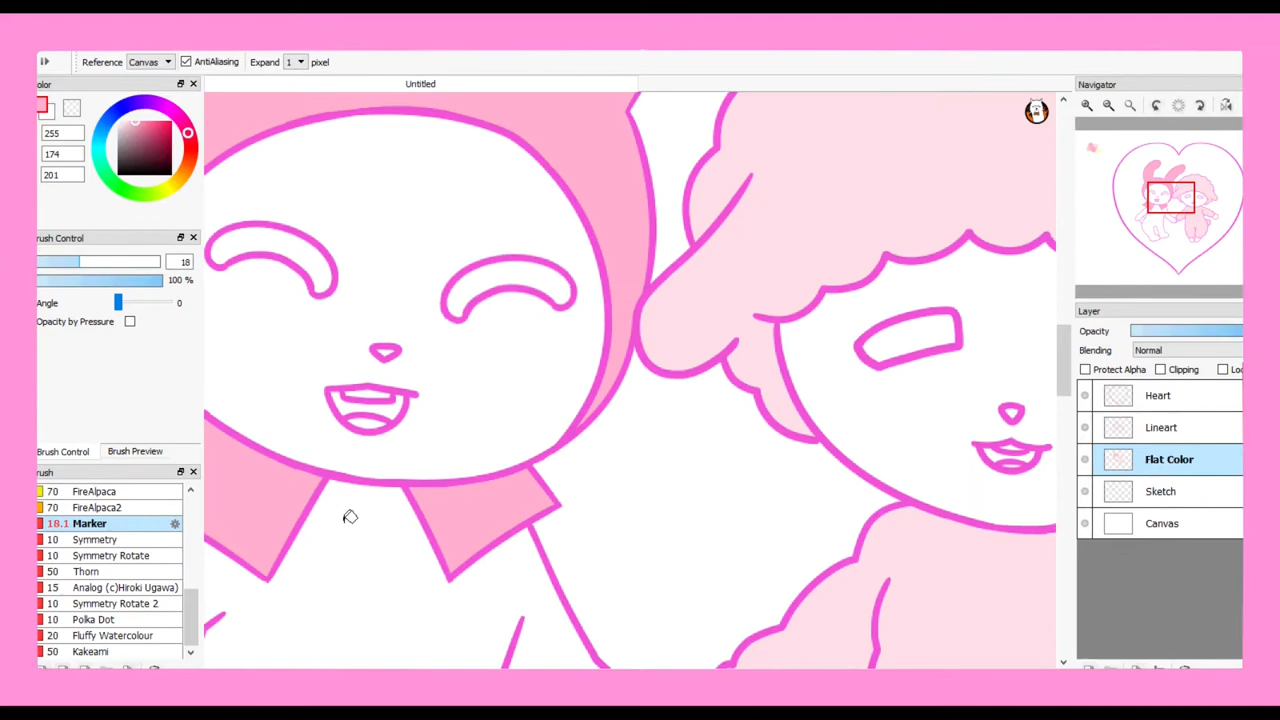 Reference Canvas AntiAliasing Expand 1 pixel
olor
Untitled
Navigator
255
174
201
rush Control
18
100 %
Angle 0
Opacity by Pressure
Brush Control Brush Preview
rush
70 FireAlpaca
70 FireAlpaca2
18.1 Marker
10 Symmetry
10 Symmetry Rotate
50 Thorn
15 Analog (c)Hiroki Ugawa)
10 Symmetry Rotate 2
10 Polka Dot
20 Fluffy Watercolour
50 Kakeami
Layer
Opacity
Blending Normal
Protect Alpha Clipping Loc
Heart
Lineart
Flat Color
Sketch
Canvas